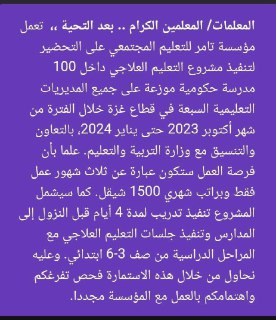 المعلمات/ المعلمين الكرام .. بعد التحية ،، تعمل
مؤسسة تامر للتعليم المجتمعي على التحضير
لتنفيذ مشروع التعليم العلاجي داخل 100
مدرسة حكومية موزعة على جميع المديريات
التعليمية السبعة في قطاع غزة خلال الفترة من
شهر أكتوبر 2023 حتى يناير 2024، بالتعاون
والتنسيق مع وزارة التربية والتعليم. علما بأن
فرصة العمل ستكون عبارة عن ثلاث شهور عمل
فقط وبراتب شهري 1500 شيقل. كما سيشمل
المشروع تنفيذ تدريب لمدة 4 أيام قبل النزول إلى
المدارس وتنفيذ جلسات التعليم العلاجي مع
المراحل الدراسية من صف 3-6 ابتدائي. وعليه
نحاول من خلال هذه الاستمارة فحص تفرغكم
واهتمامكم بالعمل مع المؤسسة مجددا.